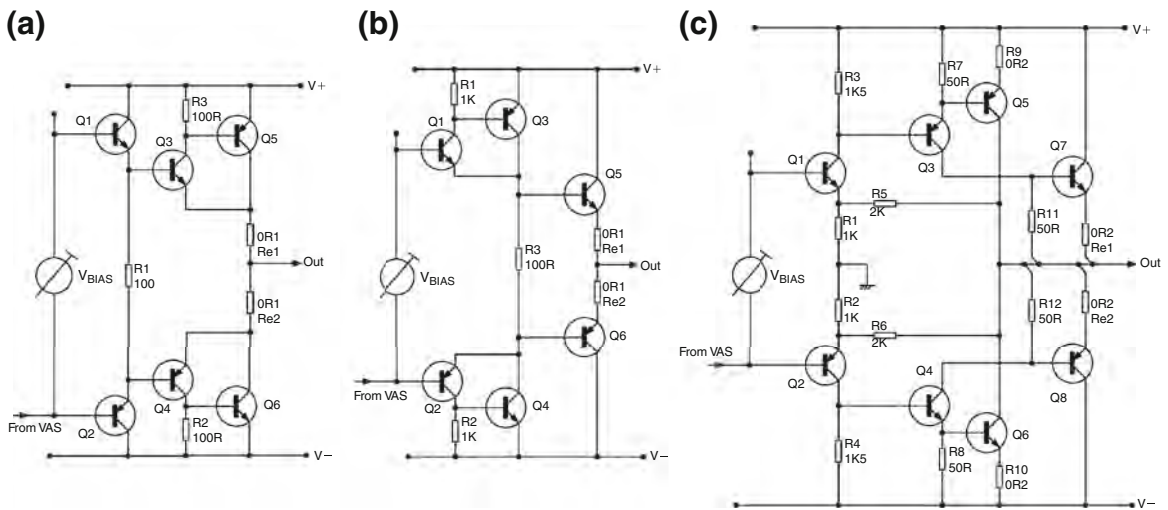 (a)
V+
R3
100R
Q1
Q3
Q5
0R1
Re1
VBIAS
R1
100
Out
0R1
Re2
Q4
Q6
From VAS
Q2
R2
100R
V−
(b)
V+
R1
1K
Q1
Q3
Q5
0R1
Re1
VBIAS
R3
100R
Out
0R1
Re2
Q6
From VAS
Q2
Q4
R2
1K
V−
(c)
V+
R9
0R2
R7
50R
R3
1K5
Q5
Q1
Q3
Q7
R5
2K
R1
1K
R11
50R
0R2
Re1
VBIAS
Out
R2
1K
R12
50R
0R2
Re2
R6
2K
From VAS
Q2
Q4
Q8
Q6
R4
1K5
R8
50R
R10
0R2
V−